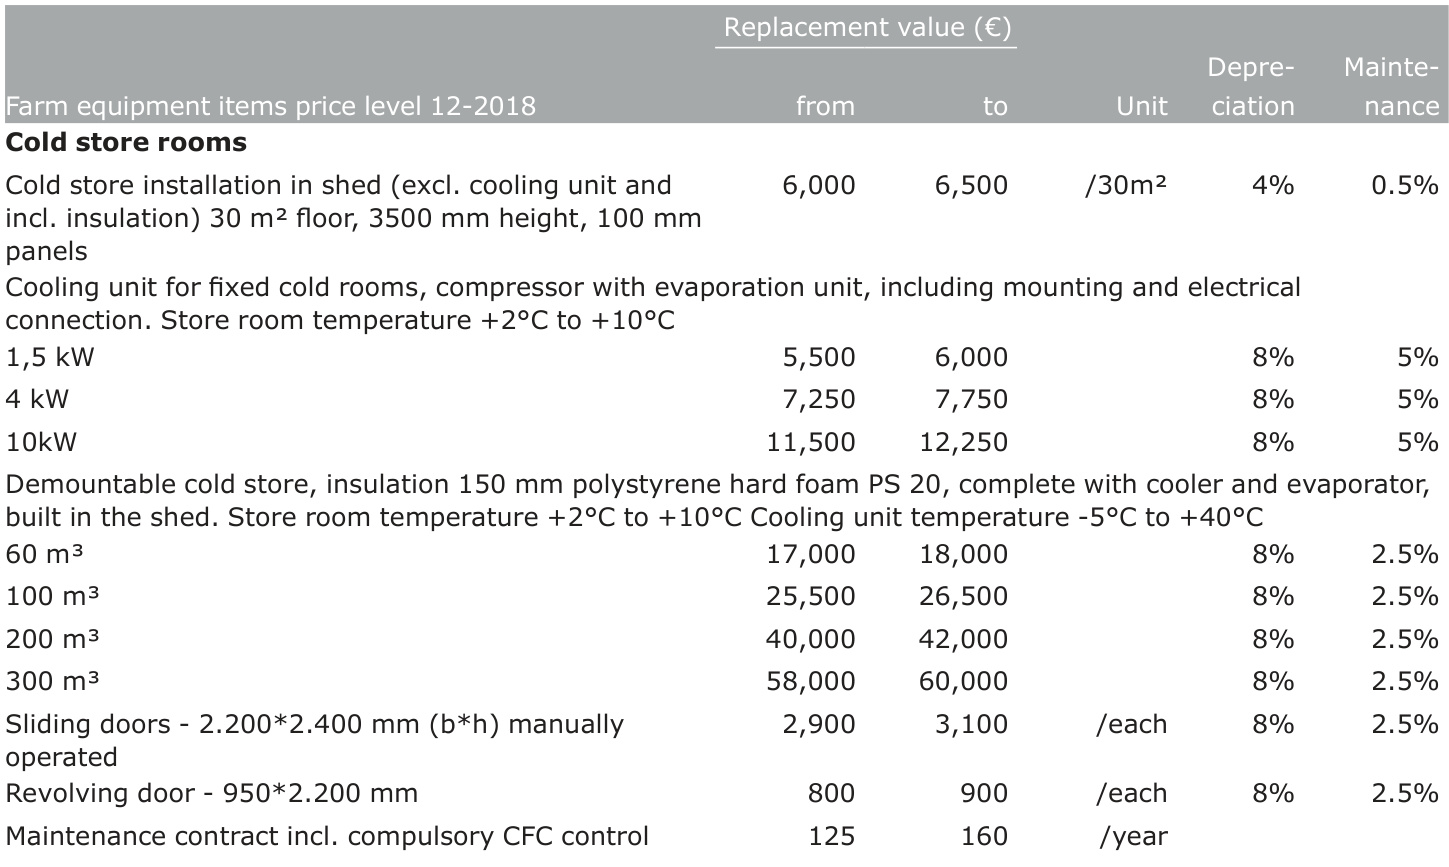 Replacement value (€)
Depre- Mainte-
Farm equipment items price level 12-2018 from to Unit ciation nance
Cold store rooms
Cold store installation in shed (excl. cooling unit and 6,000 6,500 /30m² 4% 0.5%
incl. insulation) 30 m² floor, 3500 mm height, 100 mm
panels
Cooling unit for fixed cold rooms, compressor with evaporation unit, including mounting and electrical
connection. Store room temperature +2°C to +10°C
1,5 kW 5,500 6,000 8% 5%
4 kW 7,250 7,750 8% 5%
10kW 11,500 12,250 8% 5%
Demountable cold store, insulation 150 mm polystyrene hard foam PS 20, complete with cooler and evaporator,
built in the shed. Store room temperature +2°C to +10°C Cooling unit temperature -5°C to +40°C
60 m³ 17,000 18,000 8% 2.5%
100 m³ 25,500 26,500 8% 2.5%
200 m³ 40,000 42,000 8% 2.5%
300 m³ 58,000 60,000 8% 2.5%
Sliding doors - 2.200*2.400 mm (b*h) manually 2,900 3,100 /each 8% 2.5%
operated
Revolving door - 950*2.200 mm 800 900 /each 8% 2.5%
Maintenance contract incl. compulsory CFC control 125 160 /year